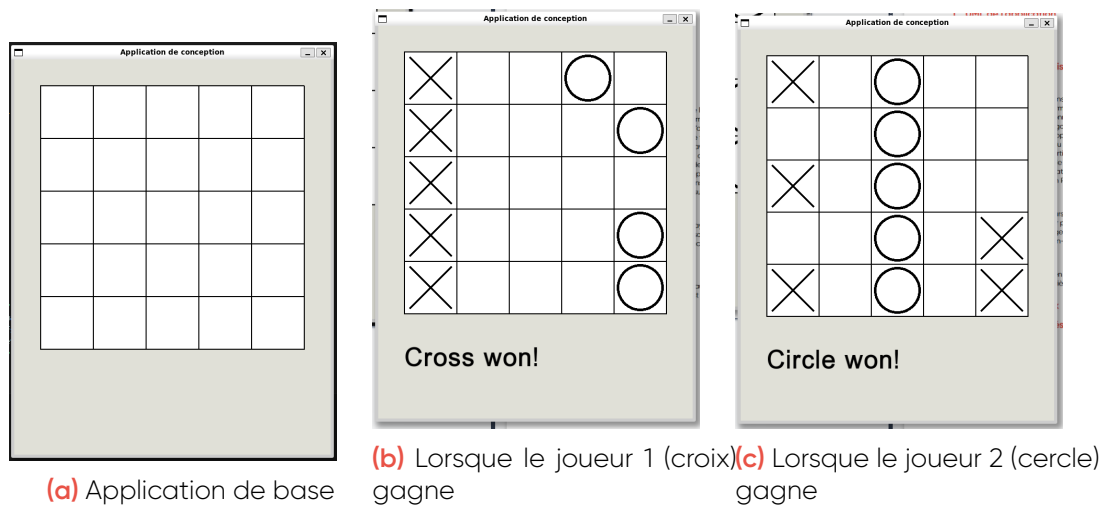 Application de conception
Application de conception
Application de conception
Cross won!
Circle won!
(a) Application de base
(b) Lorsque le joueur 1 (croix)
gagne
(c) Lorsque le joueur 2 (cercle)
gagne